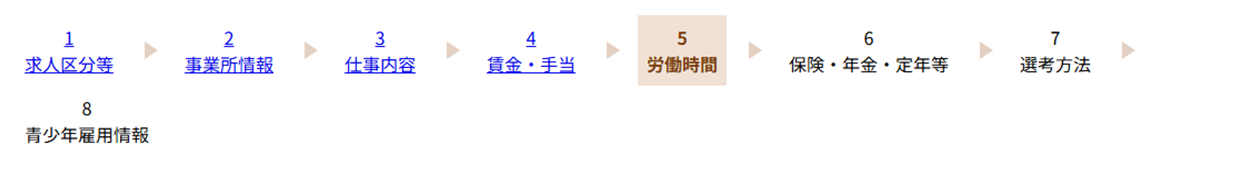 1
求人区分等
2
事業所情報
3
仕事内容
4
賃金・手当
5
労働時間
6
保険・年金・定年等
7
選考方法
8
青少年雇用情報